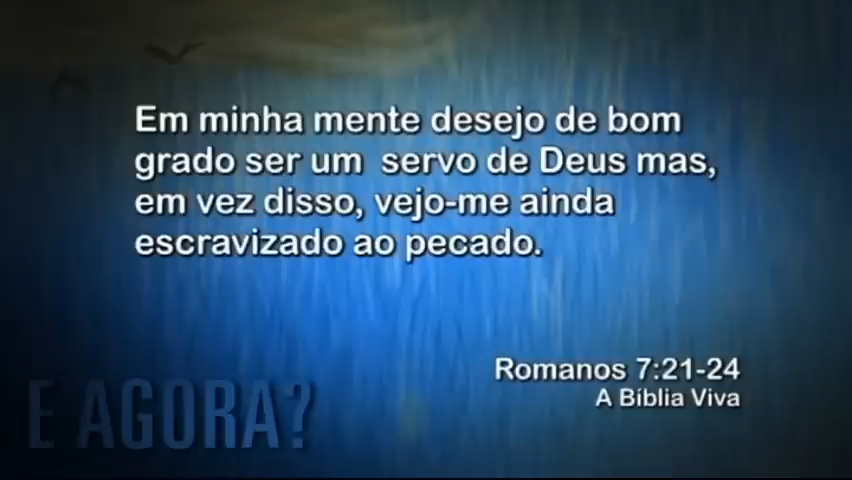 Em minha mente desejo de bom
grado ser um servo de Deus mas,
em vez disso, vejo-me ainda
escravizado ao pecado.
Romanos 7:21-24
A Bíblia Viva
E AGORA?